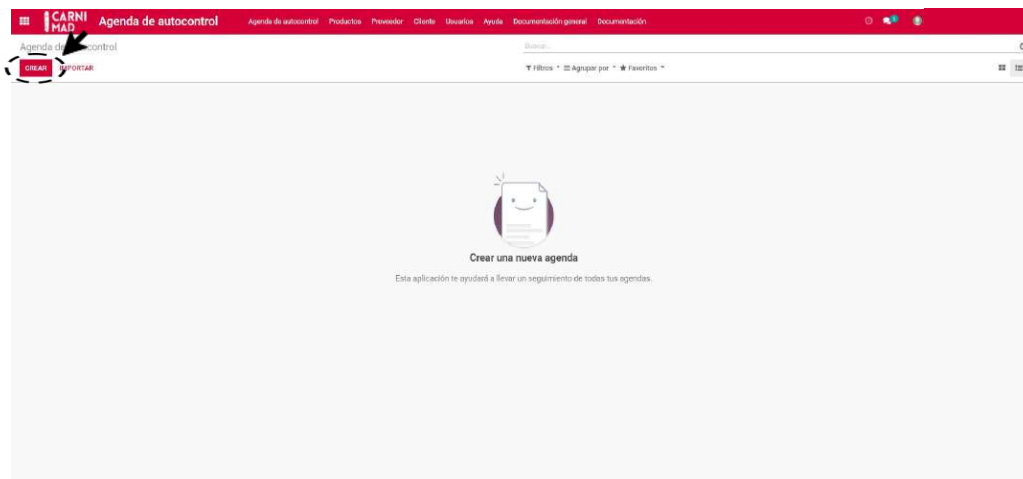 CARNI
MAD
Agenda de autocontrol
Agenda de autocontrol Productos Proveedor Cliente Usuarios Ayuda Documentación general Documentación
Agenda de autocontrol
Buscar...
CREAR IMPORTAR
Filtros Agrupar por Favoritos
Crear una nueva agenda
Esta aplicación te ayudará a llevar un seguimiento de todas tus agendas.